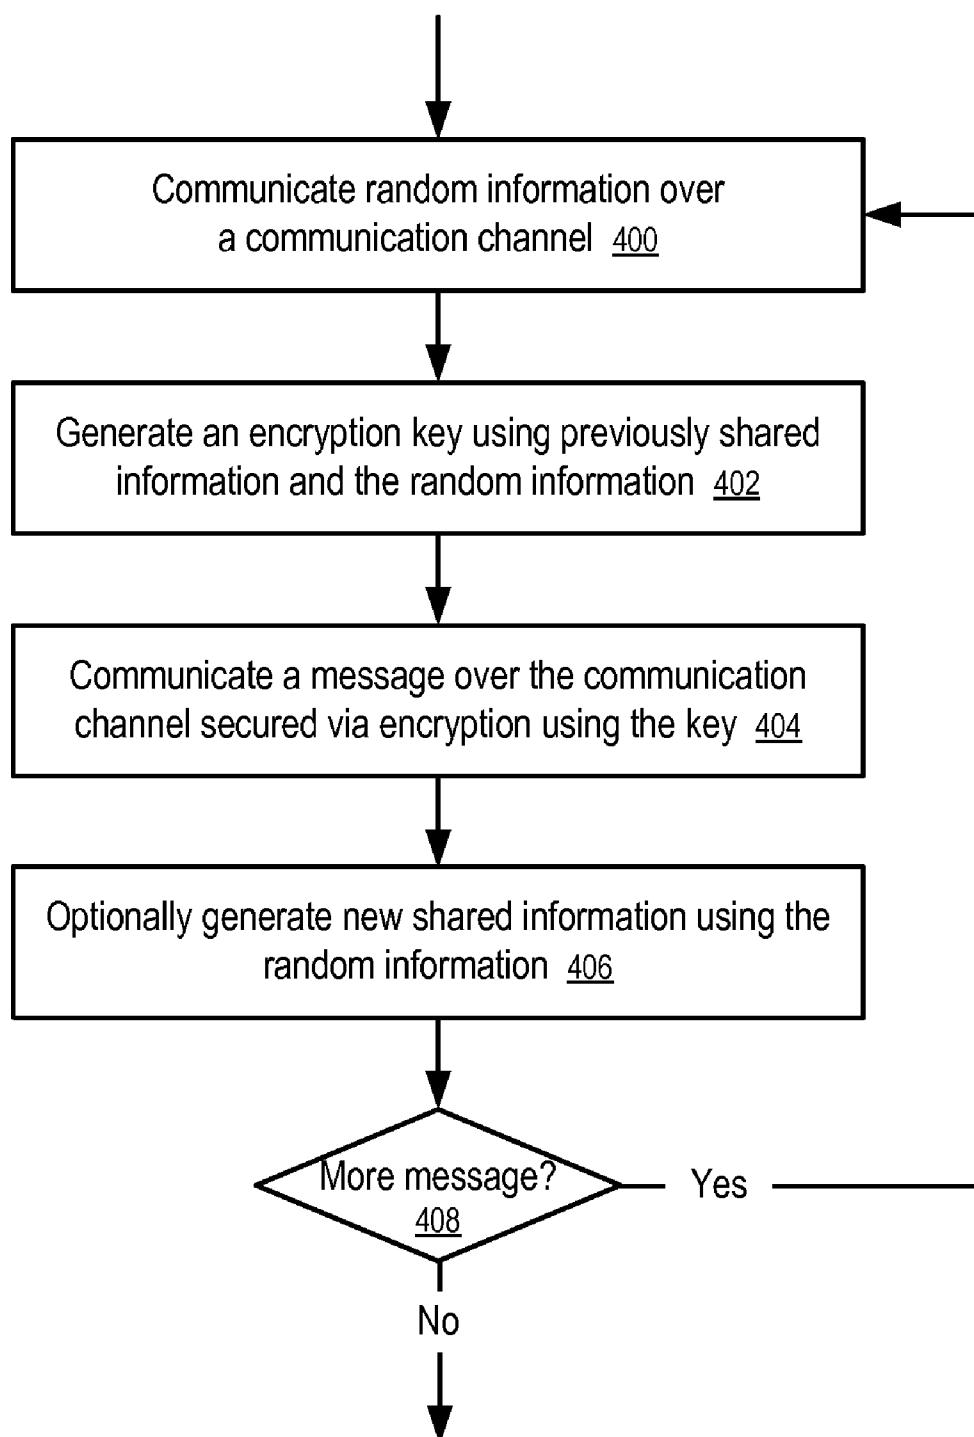 Communicate random information over
a communication channel 400
Generate an encryption key using previously shared
information and the random information 402
Communicate a message over the communication
channel secured via encryption using the key 404
Optionally generate new shared information using the
random information 406
More message?
408
Yes
No